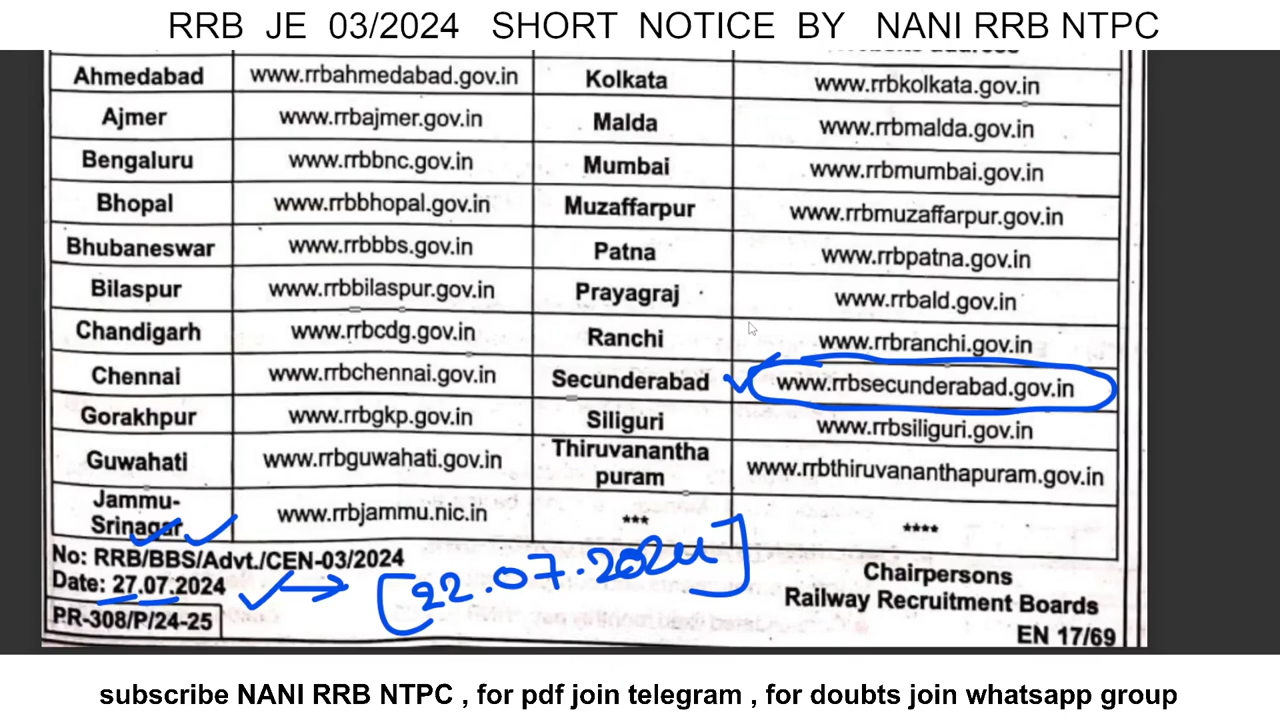 RRB JE 03/2024 SHORT NOTICE BY NANI RRB NTPC
Ahmedabad www.rrbahmedabad.gov.in Kolkata www.rrbkolkata.gov.in
Ajmer www.rrbajmer.gov.in Malda www.rrbmalda.gov.in
Bengaluru www.rrbbnc.gov.in Mumbai www.rrbmumbai.gov.in
Bhopal www.rrbbhopal.gov.in Muzaffarpur www.rrbmuzaffarpur.gov.in
Bhubaneswar www.rrbbbs.gov.in Patna www.rrbpatna.gov.in
Bilaspur www.rrbbilaspur.gov.in Prayagraj www.rrbald.gov.in
Chandigarh www.rrbcdg.gov.in Ranchi www.rrbranchi.gov.in
Chennai www.rrbchennai.gov.in Secunderabad www.rrbsecunderabad.gov.in
Gorakhpur www.rrbgkp.gov.in Siliguri www.rrbsiliguri.gov.in
Guwahati www.rrbguwahati.gov.in Thiruvanantha
puram www.rrbthiruvananthapuram.gov.in
Jammu-
Srinagar www.rrbjammu.nic.in *** ****
No: RRB/BBS/Advt./CEN-03/2024
Date: 27.07.2024
[22.07.2024]
PR-308/P/24-25
Chairpersons
Railway Recruitment Boards
EN 17/69
subscribe NANI RRB NTPC , for pdf join telegram , for doubts join whatsapp group